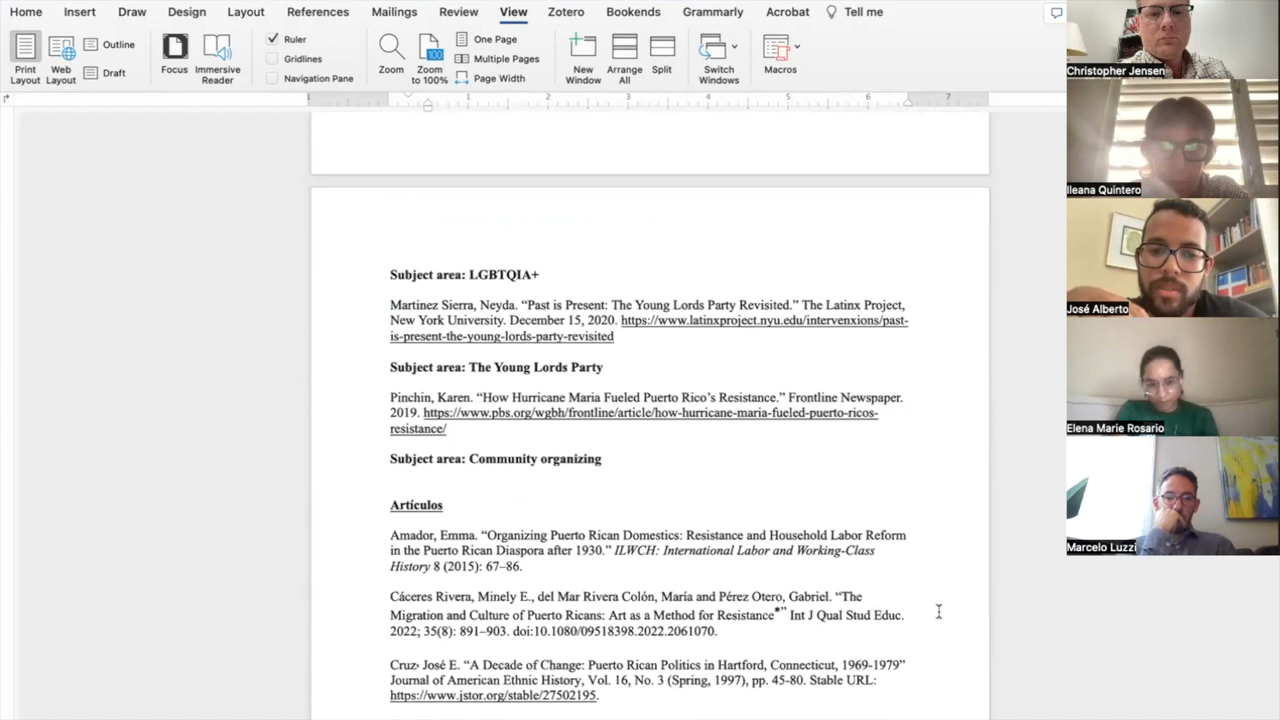 Home Insert Draw Design Layout References Mailings Review View Zotero Bookends Grammarly Acrobat Tell me
Print Layout
Web Layout
Outline
Draft
Focus
Immersive Reader
Ruler
Gridlines
Navigation Pane
Zoom
Zoom to 100%
100
One Page
Multiple Pages
Page Width
New Window
Arrange All
Split
Switch Windows
Macros
1 1 2 3 4 5 6 7
Subject area: LGBTQIA+
Martinez Sierra, Neyda. “Past is Present: The Young Lords Party Revisited.” The Latinx Project,
New York University. December 15, 2020. https://www.latinxproject.nyu.edu/intervenxions/past-
is-present-the-young-lords-party-revisited
Subject area: The Young Lords Party
Pinchin, Karen. “How Hurricane Maria Fueled Puerto Rico’s Resistance.” Frontline Newspaper.
2019. https://www.pbs.org/wgbh/frontline/article/how-hurricane-maria-fueled-puerto-ricos-
resistance/
Subject area: Community organizing
Artículos
Amador, Emma. “Organizing Puerto Rican Domestics: Resistance and Household Labor Reform
in the Puerto Rican Diaspora after 1930.” ILWCH: International Labor and Working-Class
History 8 (2015): 67–86.
Cáceres Rivera, Minely E., del Mar Rivera Colón, María and Pérez Otero, Gabriel. “The
Migration and Culture of Puerto Ricans: Art as a Method for Resistance*” Int J Qual Stud Educ.
2022; 35(8): 891–903. doi:10.1080/09518398.2022.2061070.
Cruz, José E. “A Decade of Change: Puerto Rican Politics in Hartford, Connecticut, 1969-1979”
Journal of American Ethnic History, Vol. 16, No. 3 (Spring, 1997), pp. 45-80. Stable URL:
https://www.jstor.org/stable/27502195.
Christopher Jensen
Ileana Quintero
José Alberto
Elena Marie Rosario
Marcelo Luzzi